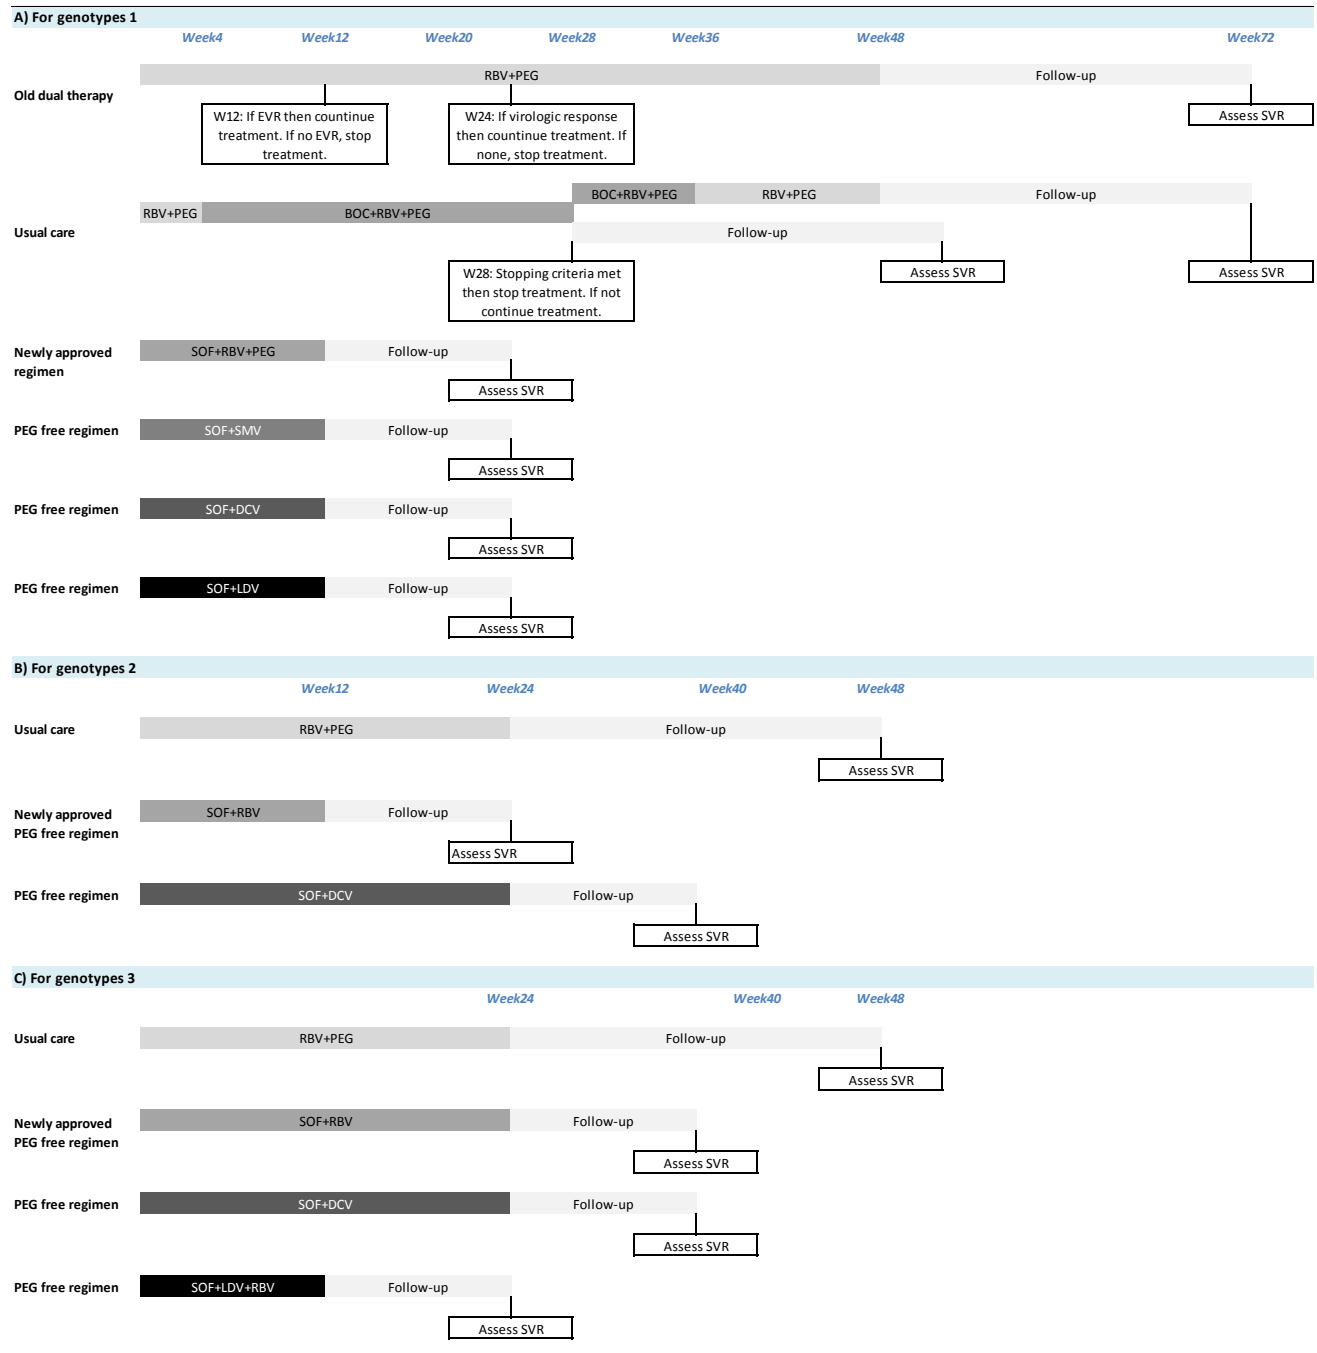 A) For genotypes 1
Week4 Week12 Week20 Week28 Week36 Week48 Week72
RBV+PEG Follow-up
Old dual therapy
W12: If EVR then countinue
treatment. If no EVR, stop
treatment.
W24: If virologic response
then countinue treatment. If
none, stop treatment.
Assess SVR
BOC+RBV+PEG RBV+PEG Follow-up
RBV+PEG BOC+RBV+PEG
Usual care
Follow-up
W28: Stopping criteria met
then stop treatment. If not
continue treatment.
Assess SVR
Assess SVR
Newly approved
regimen
SOF+RBV+PEG Follow-up
Assess SVR
PEG free regimen SOF+SMV Follow-up
Assess SVR
PEG free regimen SOF+DCV Follow-up
Assess SVR
PEG free regimen SOF+LDV Follow-up
Assess SVR
B) For genotypes 2
Week12 Week24 Week40 Week48
Usual care RBV+PEG Follow-up
Assess SVR
Newly approved
PEG free regimen
SOF+RBV Follow-up
Assess SVR
PEG free regimen SOF+DCV Follow-up
Assess SVR
C) For genotypes 3
Week24 Week40 Week48
Usual care RBV+PEG Follow-up
Assess SVR
Newly approved
PEG free regimen
SOF+RBV Follow-up
Assess SVR
PEG free regimen SOF+DCV Follow-up
Assess SVR
PEG free regimen SOF+LDV+RBV Follow-up
Assess SVR